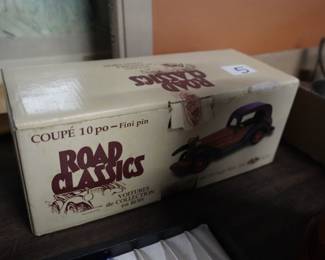 ROAD
CLASSICS
5
COUPÉ 10 po – Fini pin
ROAD
CLASSICS
VOITURES
de COLLECTION
en BOIS